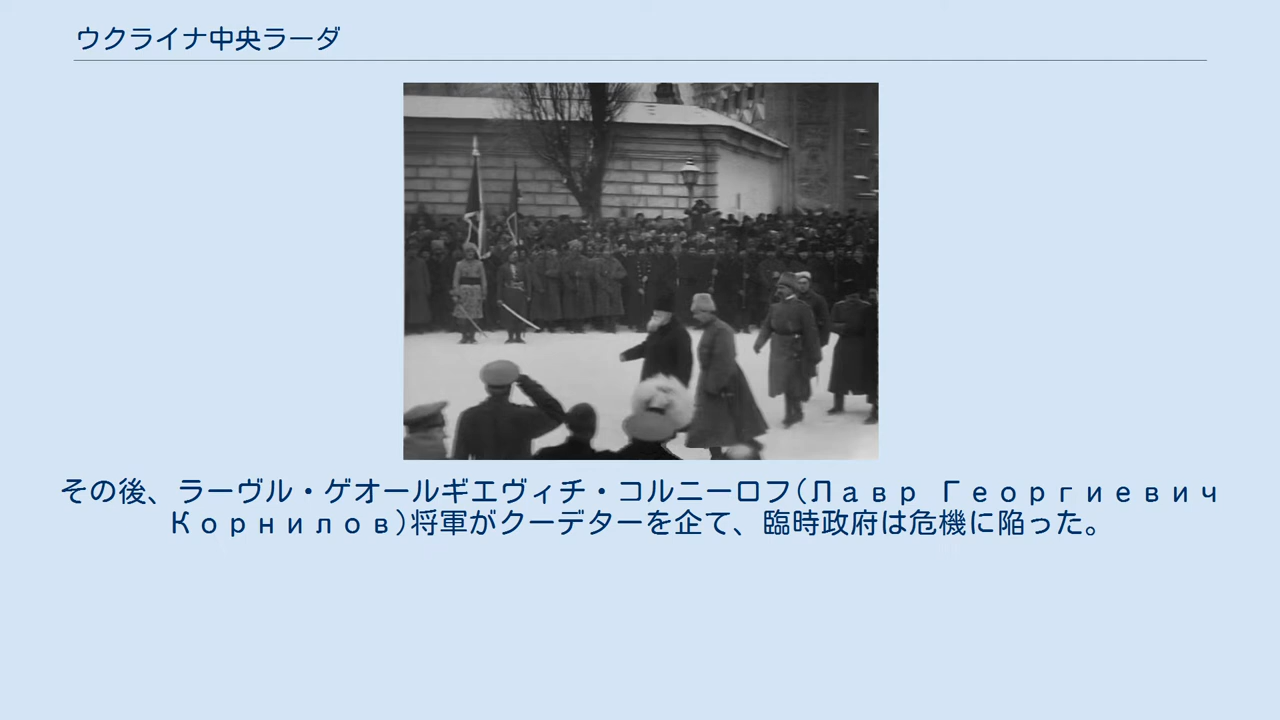 ウクライナ中央ラーダ
その後、ラーヴル・ゲオールギエヴィチ・コルニーロフ(Лавр Георгиевич
Корнилов)将軍がクーデターを企て、臨時政府は危機に陥った。